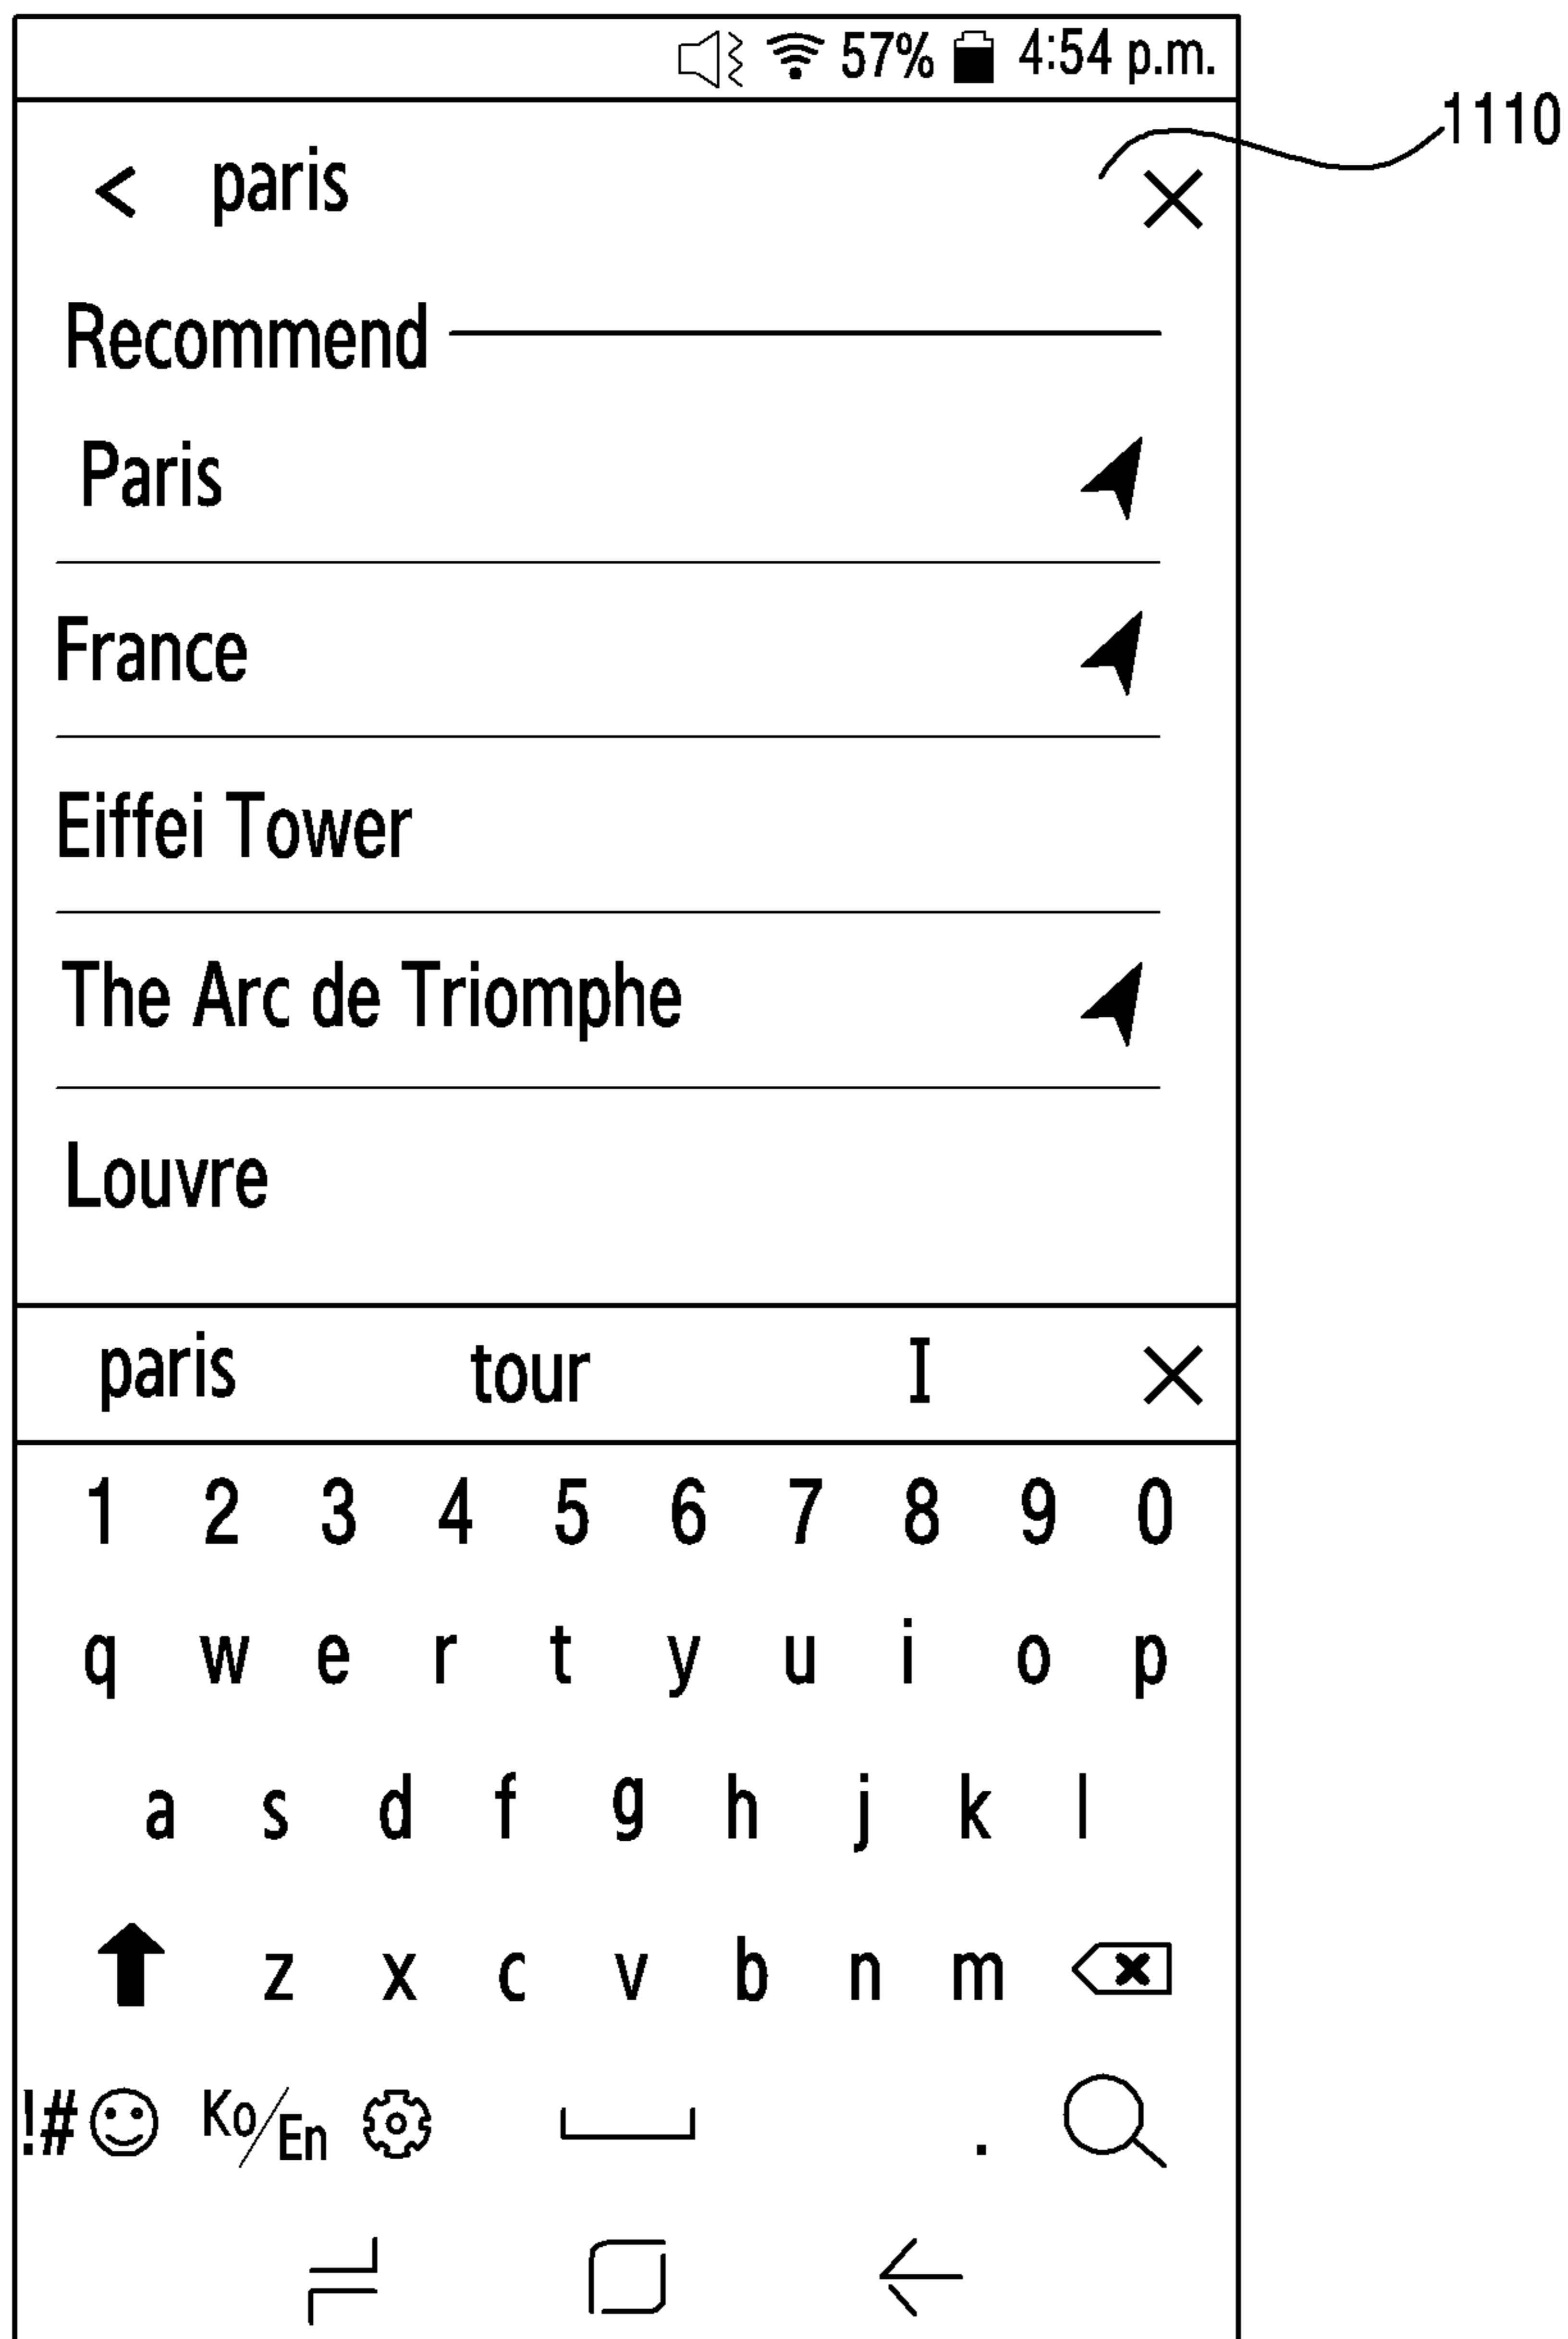 57% 4:54 p.m.
1110
< paris
Recommend
Paris
France
Eiffei Tower
The Arc de Triomphe
Louvre
paris tour I
1 2 3 4 5 6 7 8 9 0
q w e r t y u i o p
a s d f g h j k l
z x c v b n m
!# Ko/En .